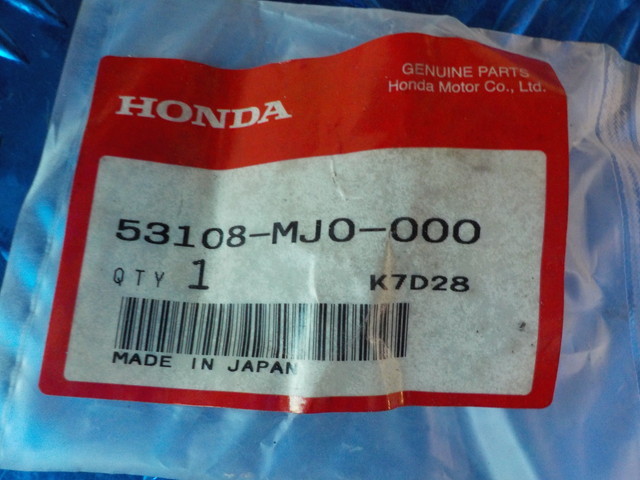 GENUINE PARTS
Honda Motor Co., Ltd.
HONDA
53108-MJ0-000
QTY 1 K7D28
MADE IN JAPAN